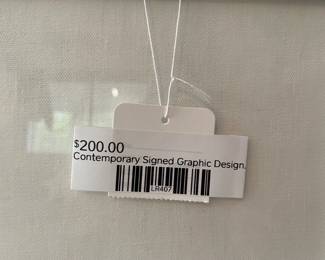 $200.00
Contemporary Signed Graphic Design,
LR407